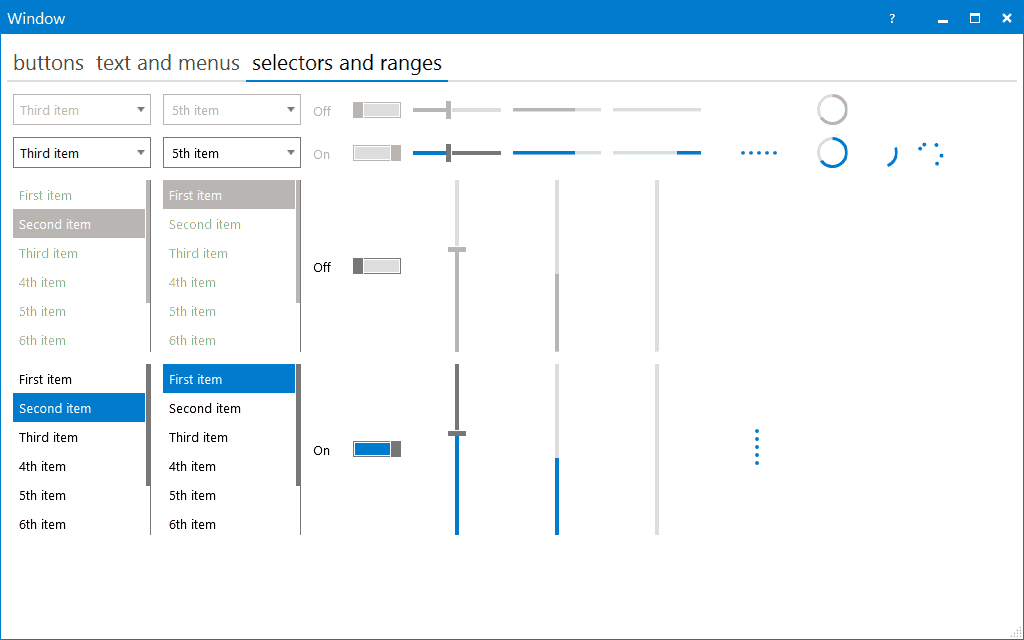 Window ?
buttons text and menus selectors and ranges
Third item 5th item Off
Third item 5th item On
First item First item
Second item Second item
Third item Third item
4th item 4th item
5th item 5th item
6th item 6th item
Off
First item First item
Second item Second item
Third item Third item
4th item 4th item
5th item 5th item
6th item 6th item
On